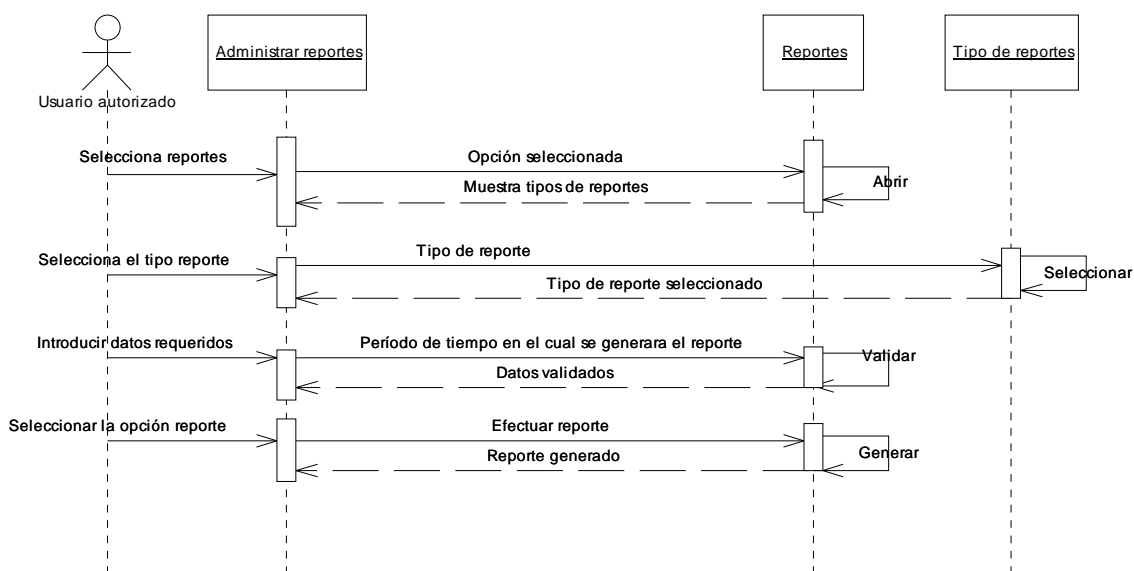 Administrar reportes
Reportes
Tipo de reportes
Usuario autorizado
Selecciona reportes
Opción seleccionada
Abrir
Muestra tipos de reportes
Selecciona el tipo reporte
Tipo de reporte
Seleccionar
Tipo de reporte seleccionado
Introducir datos requeridos
Período de tiempo en el cual se generara el reporte
Validar
Datos validados
Seleccionar la opción reporte
Efectuar reporte
Generar
Reporte generado